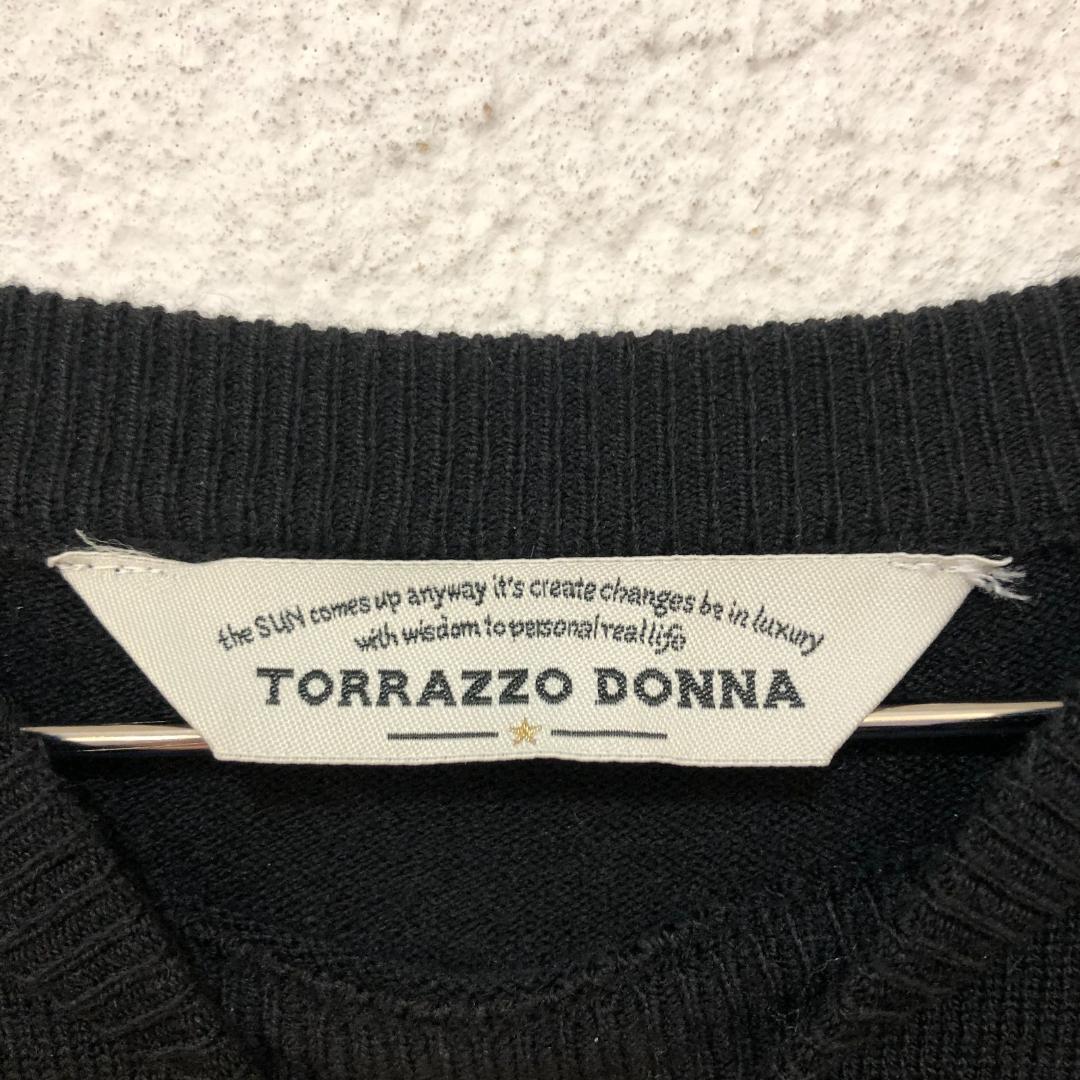 the SUN comes up anyway it's create changes be in luxury
with wisdom to personal real life
TORRAZZO DONNA